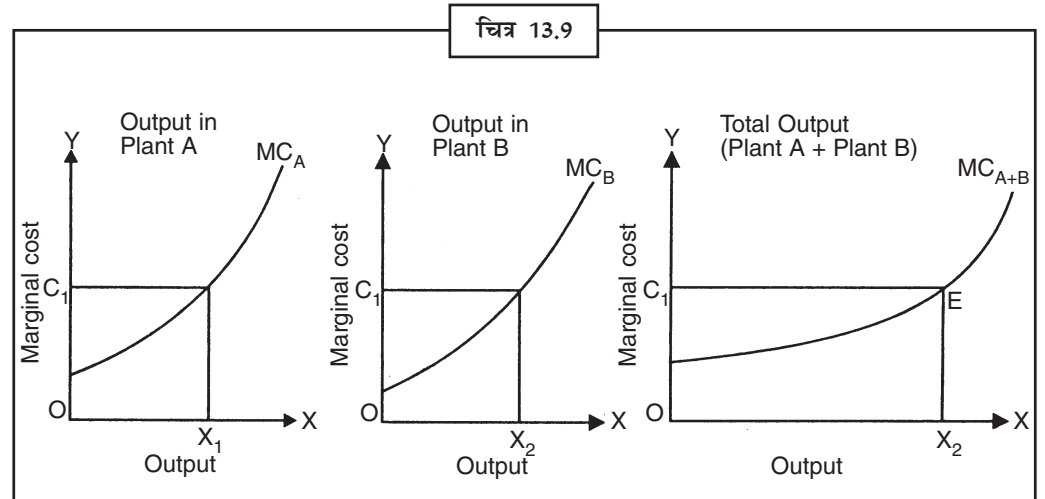 चित्र 13.9
Output in
Plant A
Y
MC_A
Marginal cost
C_1
O
X_1
X
Output
Output in
Plant B
Y
MC_B
Marginal cost
C_1
O
X_2
X
Output
Total Output
(Plant A + Plant B)
Y
MC_A+B
Marginal cost
C_1
E
O
X_2
X
Output